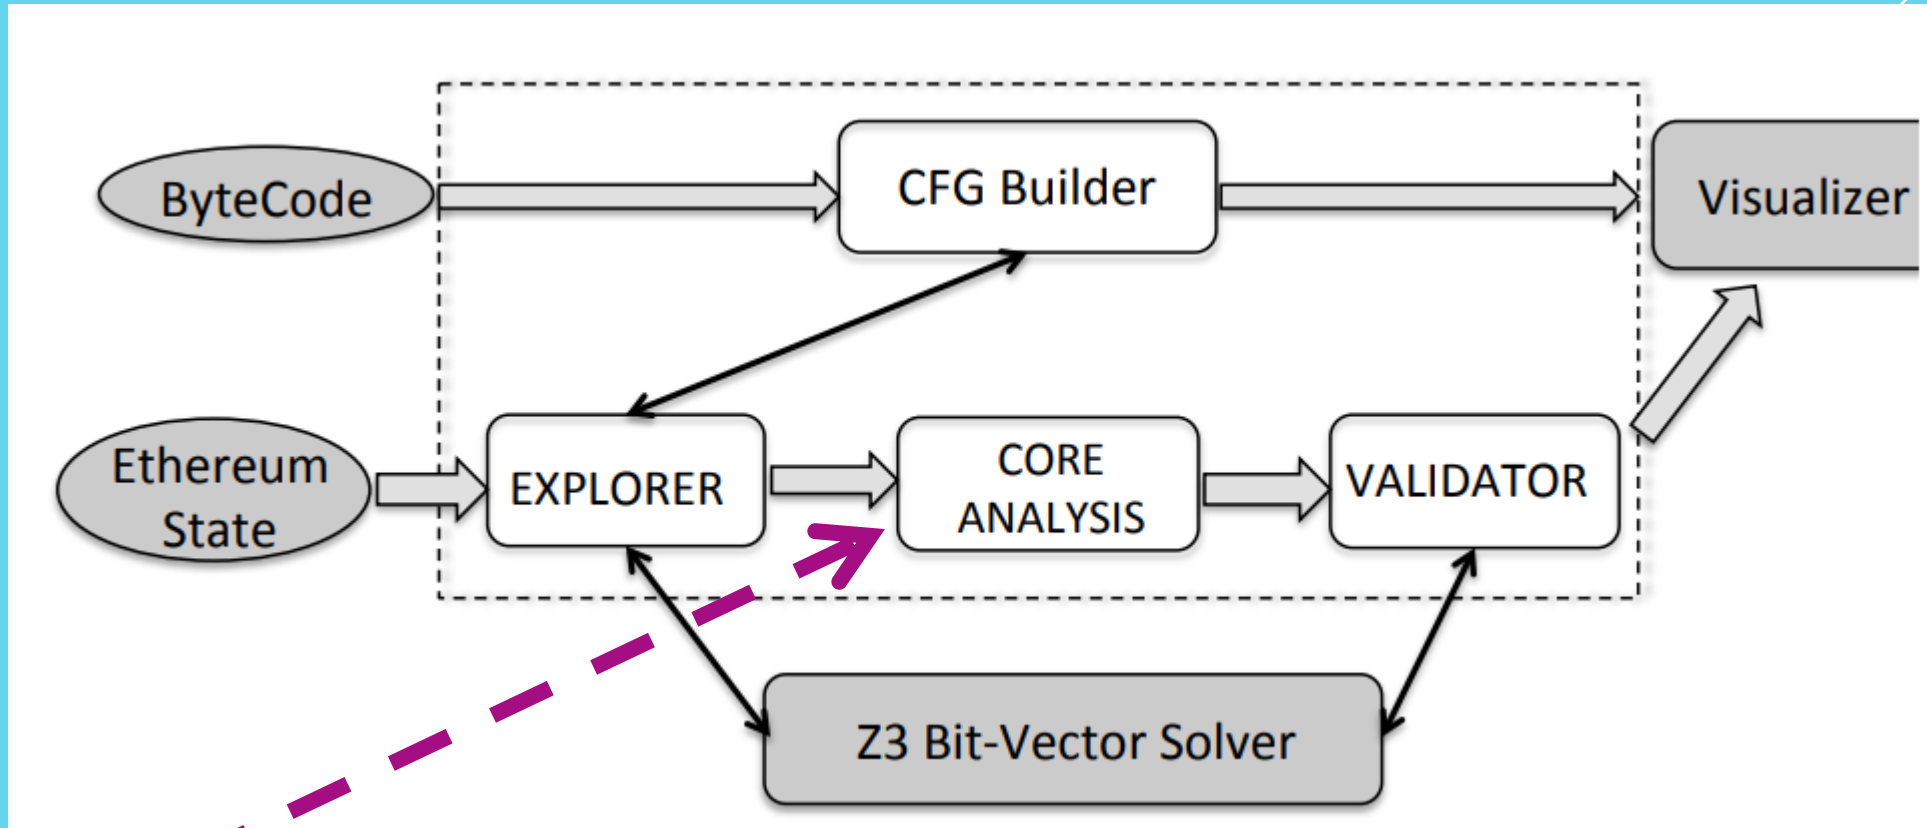 ByteCode
CFG Builder
Visualizer
Ethereum
State
EXPLORER
CORE
ANALYSIS
VALIDATOR
Z3 Bit-Vector Solver